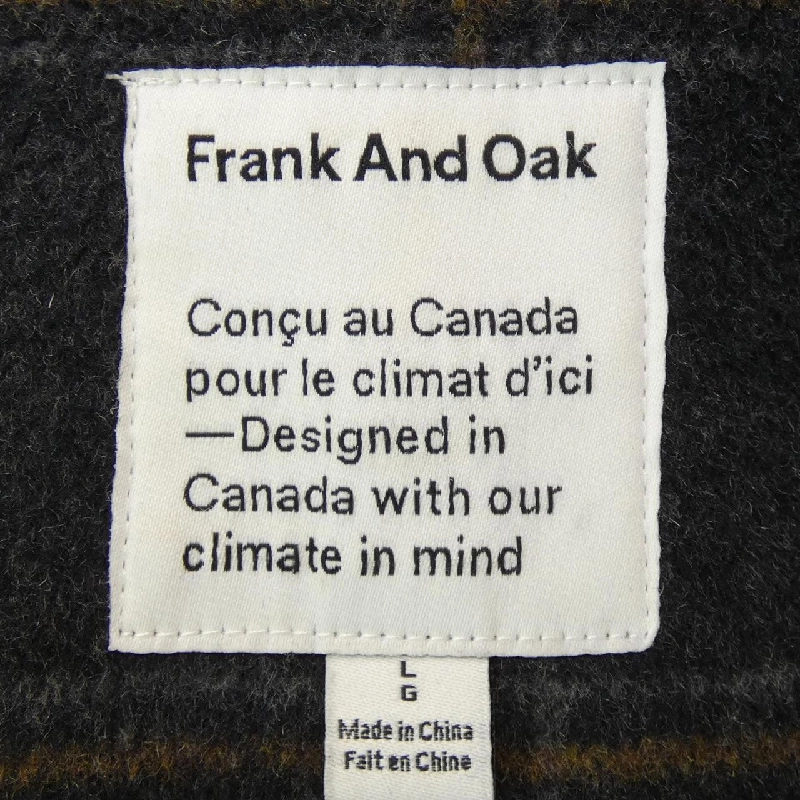 Frank And Oak
Conçu au Canada
pour le climat d'ici
—Designed in
Canada with our
climate in mind
L
G
Made in China
Fait en Chine